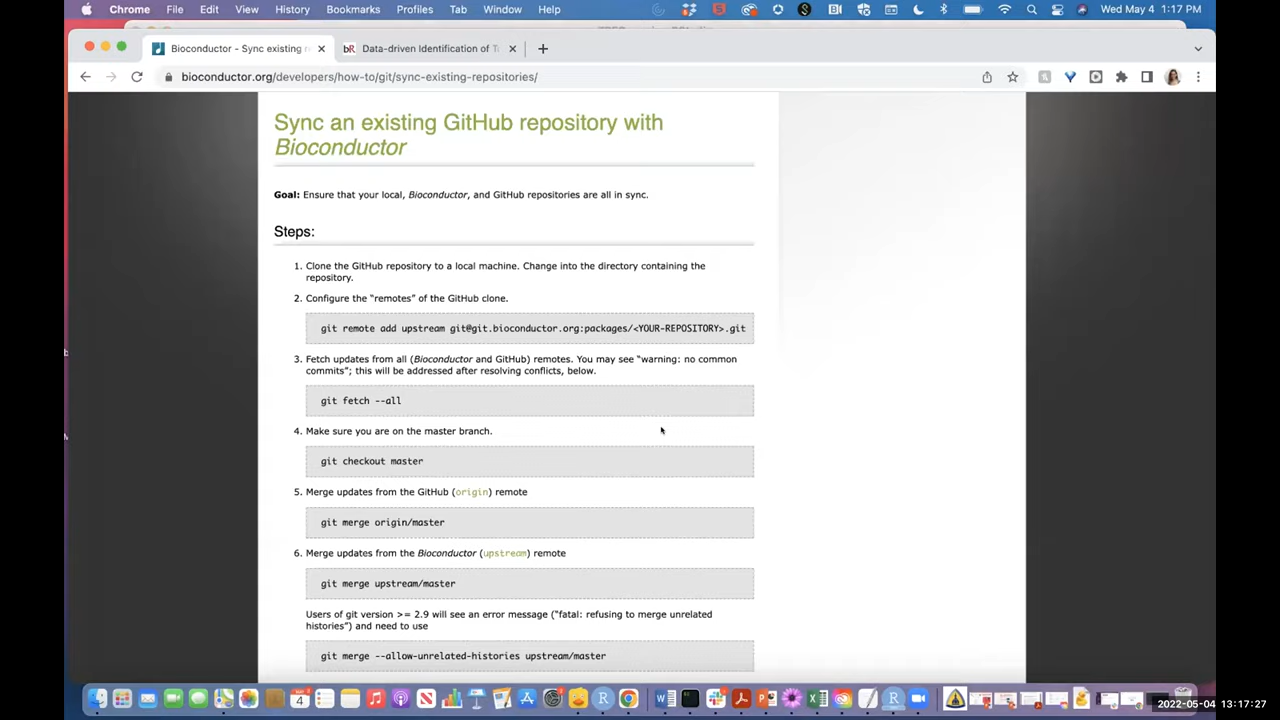 Chrome File Edit View History Bookmarks Profiles Tab Window Help Wed May 4 1:17 PM
Bioconductor - Sync existing r
Data-driven Identification of T
bioconductor.org/developers/how-to/git/sync-existing-repositories/
Sync an existing GitHub repository with
Bioconductor
Goal: Ensure that your local, Bioconductor, and GitHub repositories are all in sync.
Steps:
1. Clone the GitHub repository to a local machine. Change into the directory containing the
repository.
2. Configure the “remotes” of the GitHub clone.
git remote add upstream git@git.bioconductor.org:packages/<YOUR-REPOSITORY>.git
3. Fetch updates from all (Bioconductor and GitHub) remotes. You may see “warning: no common
commits”; this will be addressed after resolving conflicts, below.
git fetch --all
4. Make sure you are on the master branch.
git checkout master
5. Merge updates from the GitHub (origin) remote
git merge origin/master
6. Merge updates from the Bioconductor (upstream) remote
git merge upstream/master
Users of git version >= 2.9 will see an error message (“fatal: refusing to merge unrelated
histories”) and need to use
git merge --allow-unrelated-histories upstream/master
2022-05-04 13:17:27